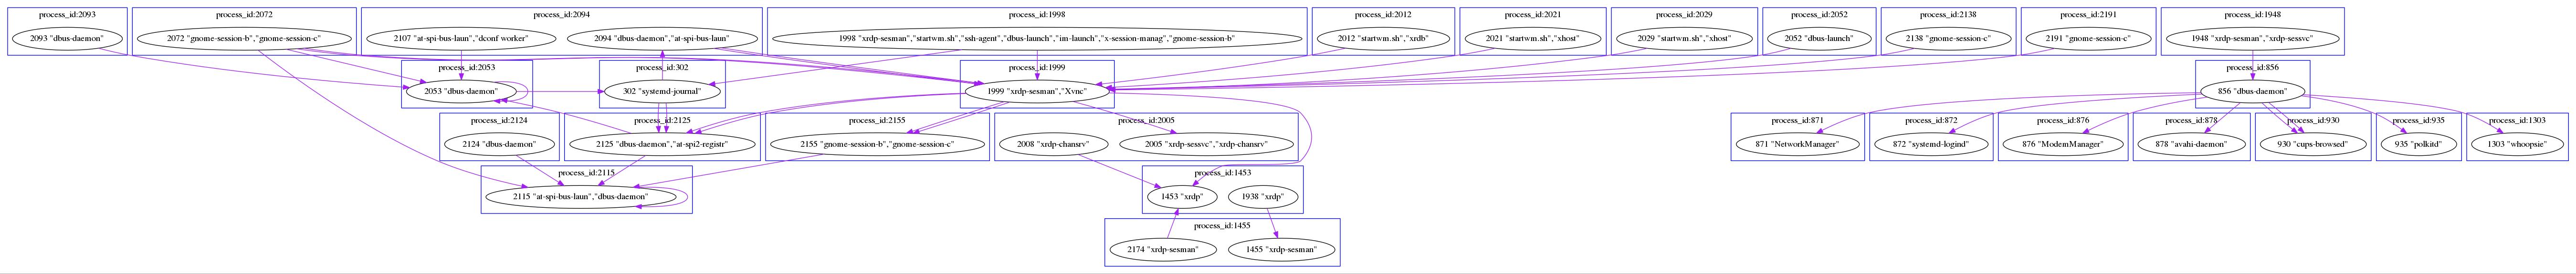 process_id:2093
2093 "dbus-daemon"
process_id:2072
2072 "gnome-session-b","gnome-session-c"
process_id:2094
2107 "at-spi-bus-laun","dconf worker"
2094 "dbus-daemon","at-spi-bus-laun"
process_id:1998
1998 "xrdp-sesman","startwm.sh","ssh-agent","dbus-launch","im-launch","x-session-manag","gnome-session-b"
process_id:2012
2012 "startwm.sh","xrdb"
process_id:2021
2021 "startwm.sh","xhost"
process_id:2029
2029 "startwm.sh","xhost"
process_id:2052
2052 "dbus-launch"
process_id:2138
2138 "gnome-session-c"
process_id:2191
2191 "gnome-session-c"
process_id:1948
1948 "xrdp-sesman","xrdp-sessvc"
process_id:2053
2053 "dbus-daemon"
process_id:302
302 "systemd-journal"
process_id:1999
1999 "xrdp-sesman","Xvnc"
process_id:856
856 "dbus-daemon"
process_id:2124
2124 "dbus-daemon"
process_id:2125
2125 "dbus-daemon","at-spi2-registr"
process_id:2155
2155 "gnome-session-b","gnome-session-c"
process_id:2005
2008 "xrdp-chansrv"
2005 "xrdp-sessvc","xrdp-chansrv"
process_id:871
871 "NetworkManager"
process_id:872
872 "systemd-logind"
process_id:876
876 "ModemManager"
process_id:878
878 "avahi-daemon"
process_id:930
930 "cups-browsed"
process_id:935
935 "polkitd"
process_id:1303
1303 "whoopsie"
process_id:2115
2115 "at-spi-bus-laun","dbus-daemon"
process_id:1453
1453 "xrdp"
1938 "xrdp"
process_id:1455
2174 "xrdp-sesman"
1455 "xrdp-sesman"